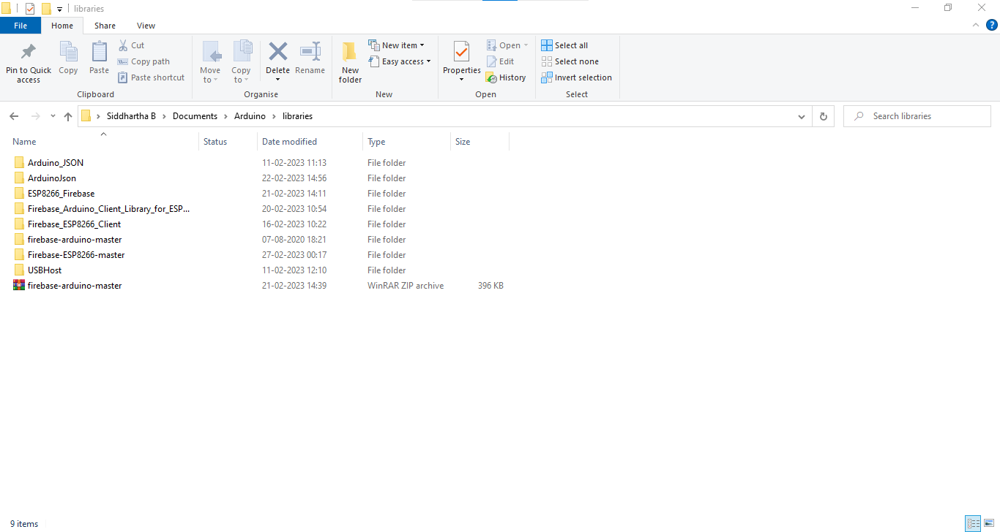 libraries
File Home Share View
Cut
Copy path
Paste shortcut
Pin to Quick access
Copy
Paste
Clipboard
Move to
Copy to
Delete
Rename
Organise
New folder
New item
Easy access
New
Properties
Open
Edit
History
Open
Select all
Select none
Invert selection
Select
Siddhartha B Documents Arduino libraries
Search libraries
Name Status Date modified Type Size
Arduino_JSON 11-02-2023 11:13 File folder
ArduinoJson 22-02-2023 14:56 File folder
ESP8266_Firebase 21-02-2023 14:11 File folder
Firebase_Arduino_Client_Library_for_ESP... 20-02-2023 10:54 File folder
Firebase_ESP8266_Client 16-02-2023 10:22 File folder
firebase-arduino-master 07-08-2020 18:21 File folder
Firebase-ESP8266-master 27-02-2023 00:17 File folder
USBHost 11-02-2023 12:10 File folder
firebase-arduino-master 21-02-2023 14:39 WinRAR ZIP archive 396 KB
9 items